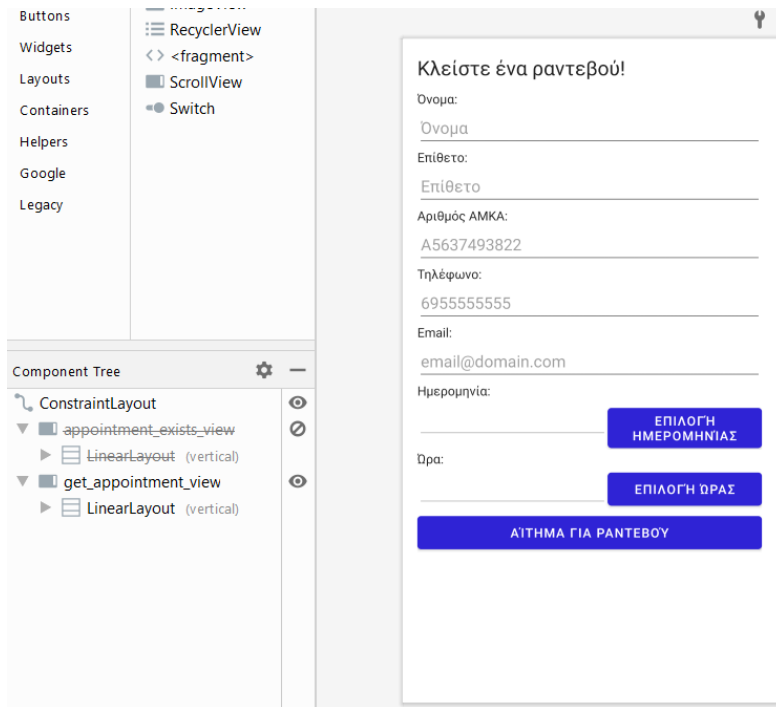 Buttons
Widgets
Layouts
Containers
Helpers
Google
Legacy
ImageView
RecyclerView
<fragment>
ScrollView
Switch
Component Tree
ConstraintLayout
appointment_exists_view
LinearLayout (vertical)
get_appointment_view
LinearLayout (vertical)
Κλείστε ένα ραντεβού!
Όνομα:
Όνομα
Επίθετο:
Επίθετο
Αριθμός ΑΜΚΑ:
A5637493822
Τηλέφωνο:
6955555555
Email:
email@domain.com
Ημερομηνία:
ΕΠΙΛΟΓΉ
ΗΜΕΡΟΜΗΝΊΑΣ
Ώρα:
ΕΠΙΛΟΓΉ ΏΡΑΣ
ΑΊΤΗΜΑ ΓΙΑ ΡΑΝΤΕΒΟΎ